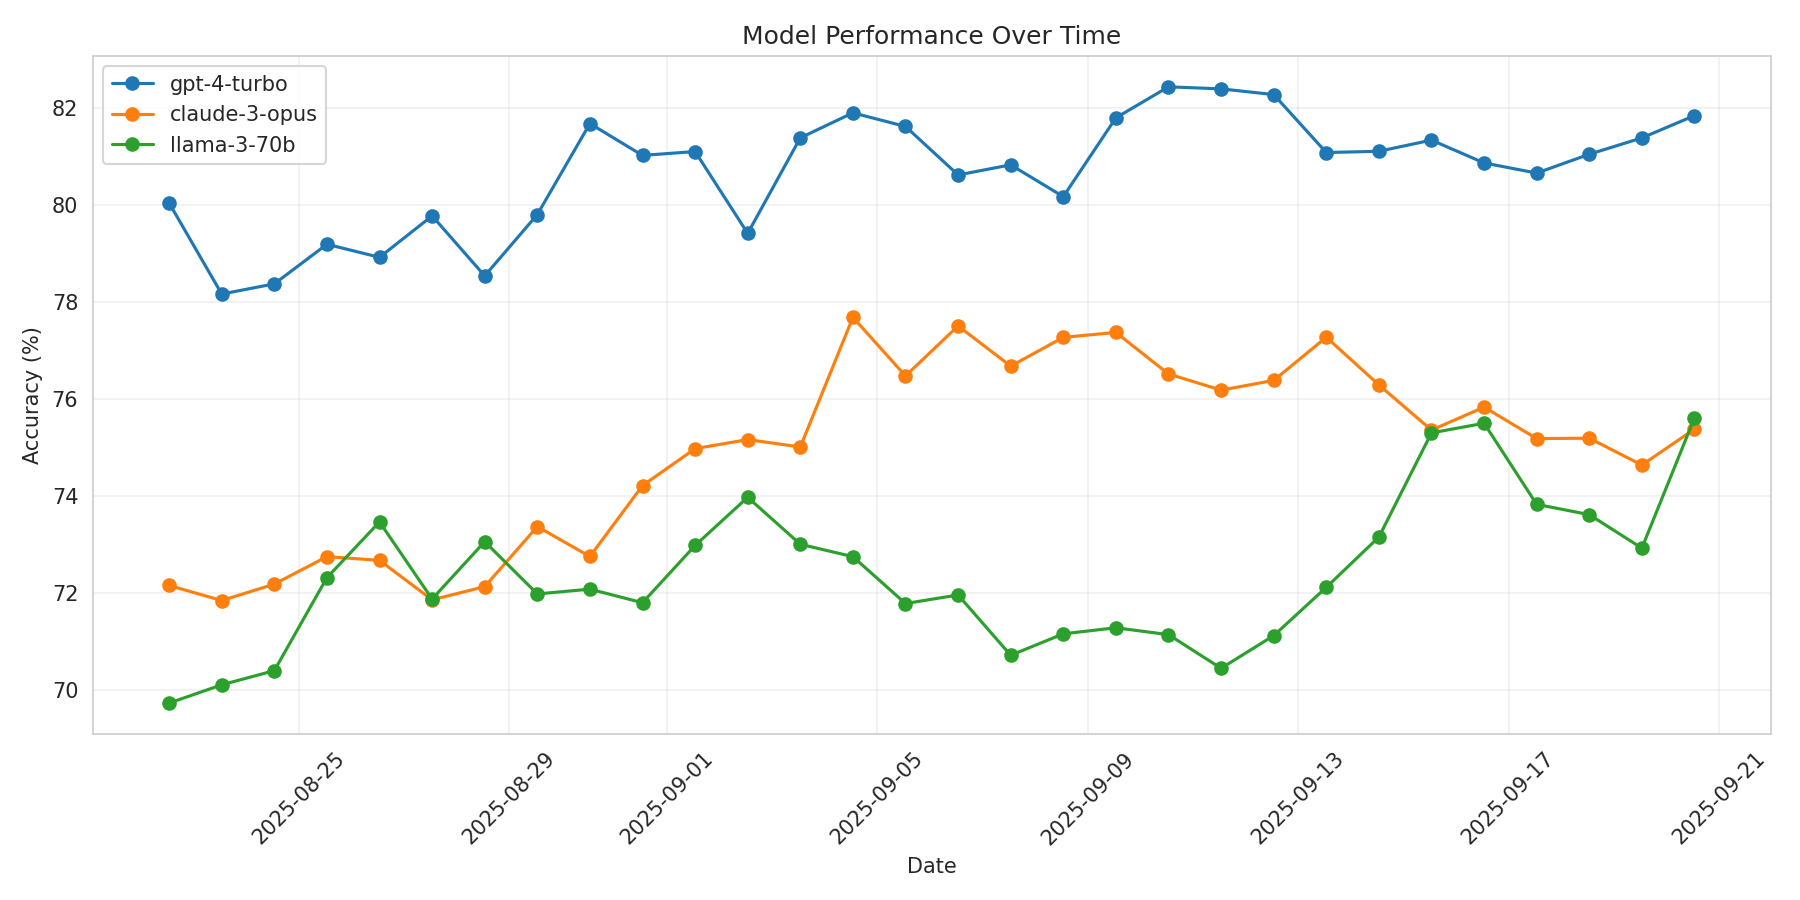 Model Performance Over Time
gpt-4-turbo
claude-3-opus
llama-3-70b
82
80
78
76
74
72
70
Accuracy (%)
2025-08-25
2025-08-29
2025-09-01
2025-09-05
2025-09-09
2025-09-13
2025-09-17
2025-09-21
Date